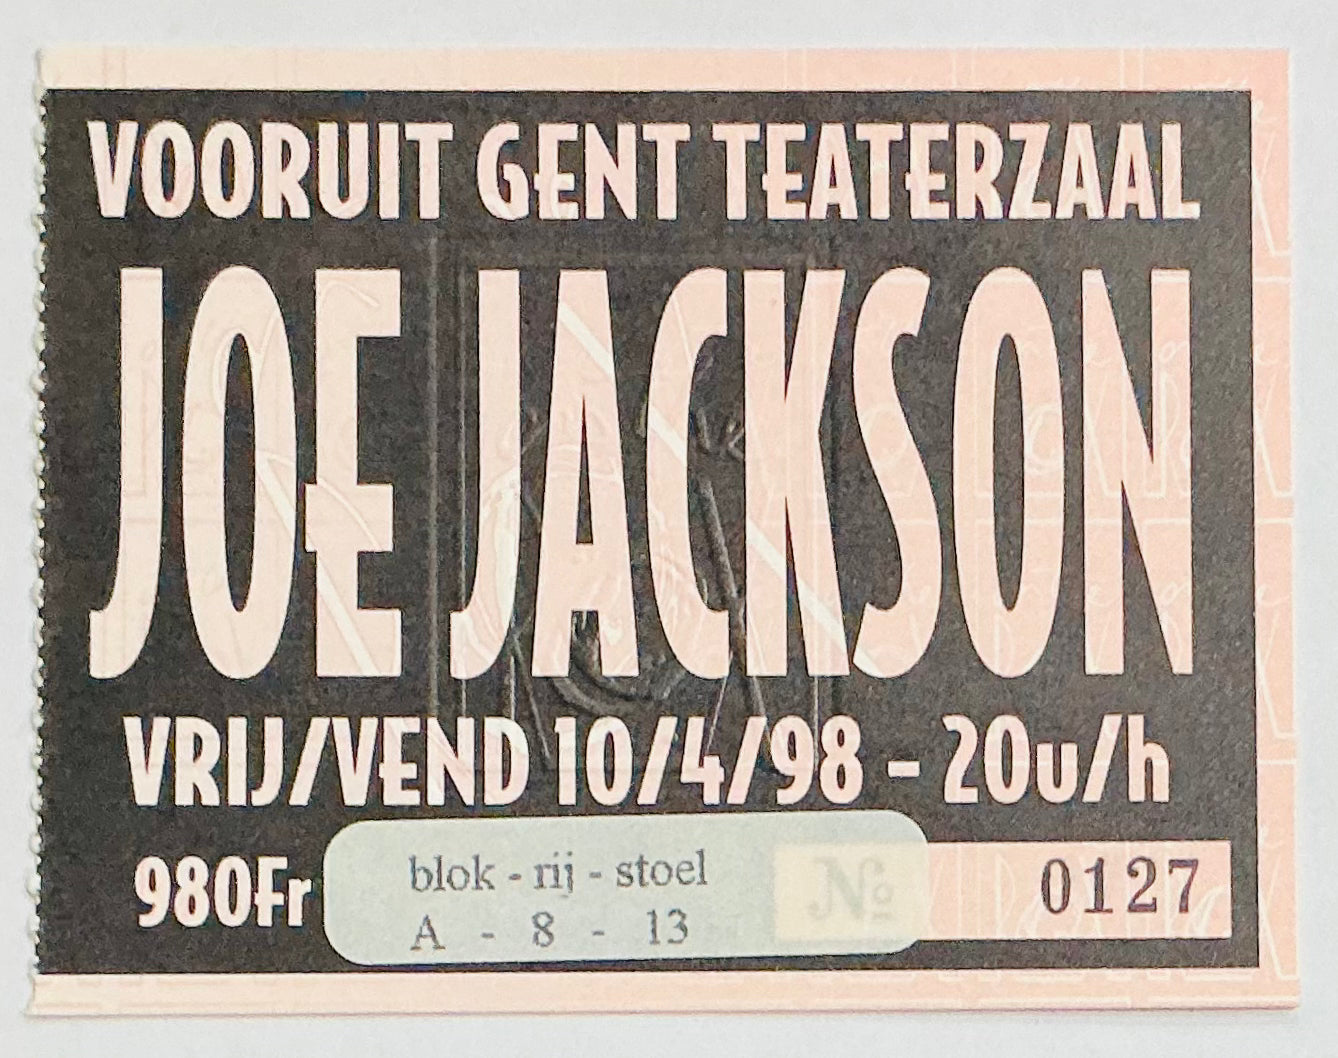 VOORUIT GENT TEATERZAAL
JOE JACKSON
VRIJ/VEND 10/4/98 - 20u/h
980Fr
blok - rij - stoel
A - 8 - 13
№ 0127